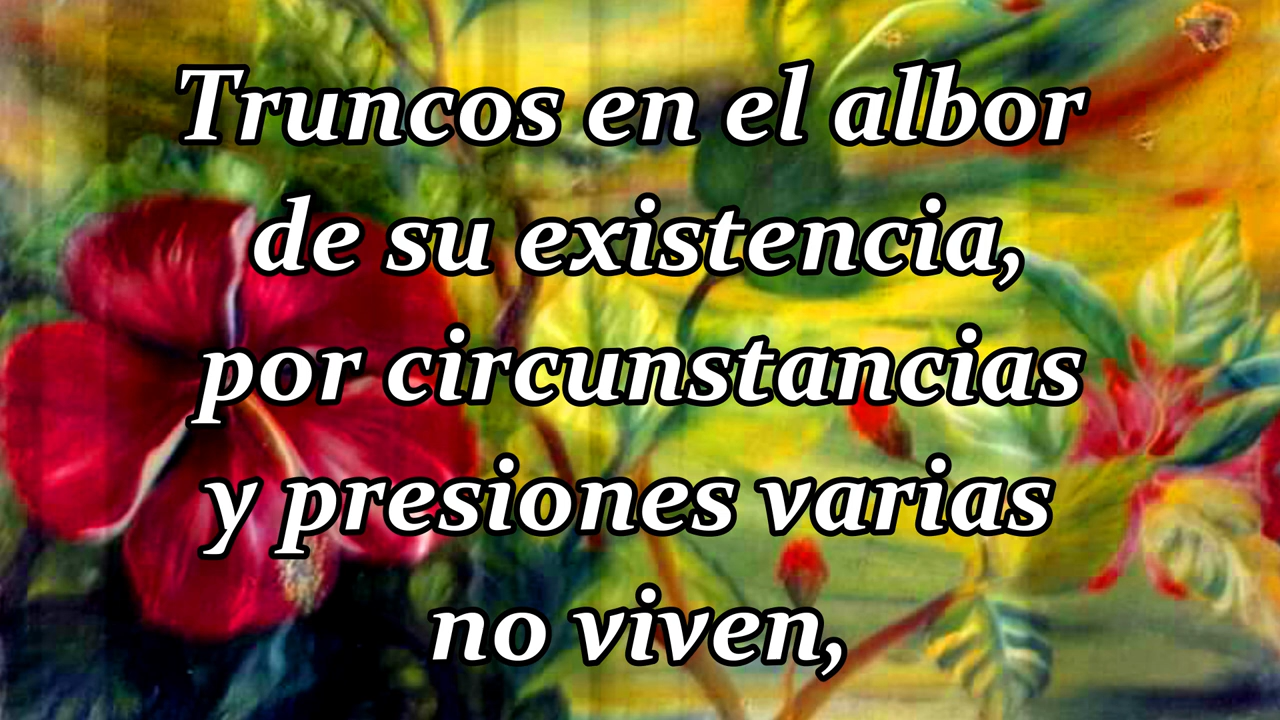 Truncos en el albor
de su existencia,
por circunstancias
y presiones varias
no viven,